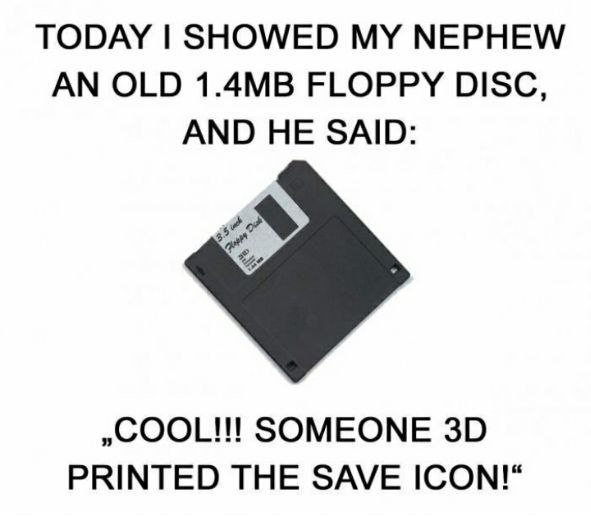 TODAY I SHOWED MY NEPHEW
AN OLD 1.4MB FLOPPY DISC,
AND HE SAID:
3.5 inch
Floppy Disk
„COOL!!! SOMEONE 3D
PRINTED THE SAVE ICON!“